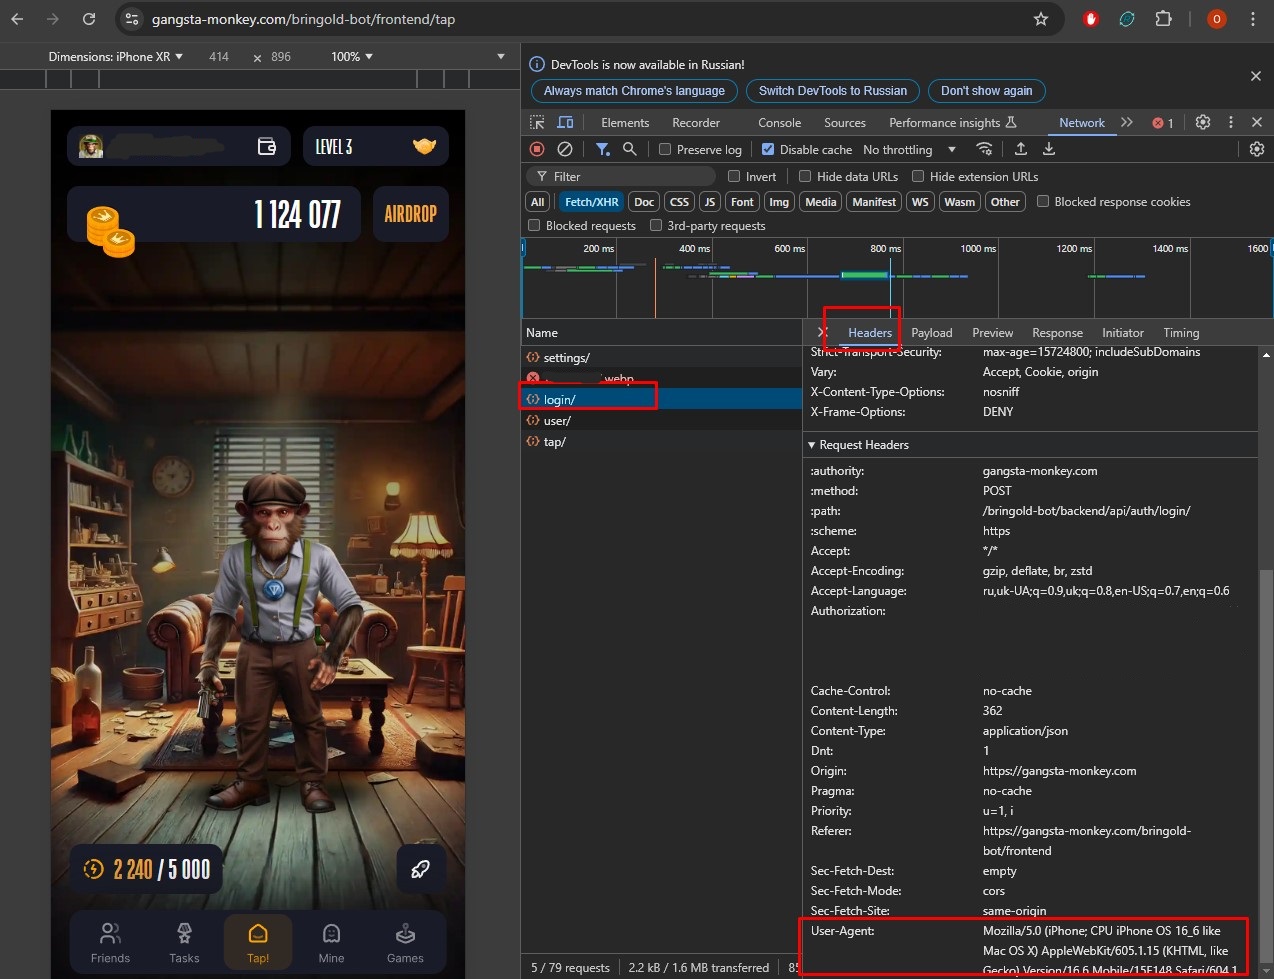 gangsta-monkey.com/bringold-bot/frontend/tap
O
Dimensions: iPhone XR 414 x 896 100%
DevTools is now available in Russian!
Always match Chrome's language Switch DevTools to Russian Don't show again
Elements Recorder Console Sources Performance insights Network 1
Preserve log Disable cache No throttling
Filter Invert Hide data URLs Hide extension URLs
All Fetch/XHR Doc CSS JS Font Img Media Manifest WS Wasm Other Blocked response cookies
Blocked requests 3rd-party requests
200 ms 400 ms 600 ms 800 ms 1000 ms 1200 ms 1400 ms 1600
Name
settings/
.webp
login/
user/
tap/
5 / 79 requests 2.2 kB / 1.6 MB transferred
Headers Payload Preview Response Initiator Timing
Strict-Transport-Security: max-age=15724800; includeSubDomains
Vary: Accept, Cookie, origin
X-Content-Type-Options: nosniff
X-Frame-Options: DENY
Request Headers
:authority: gangsta-monkey.com
:method: POST
:path: /bringold-bot/backend/api/auth/login/
:scheme: https
Accept: */*
Accept-Encoding: gzip, deflate, br, zstd
Accept-Language: ru,uk-UA;q=0.9,uk;q=0.8,en-US;q=0.7,en;q=0.6
Authorization:
Cache-Control: no-cache
Content-Length: 362
Content-Type: application/json
Dnt: 1
Origin: https://gangsta-monkey.com
Pragma: no-cache
Priority: u=1, i
Referer: https://gangsta-monkey.com/bringold-
bot/frontend
Sec-Fetch-Dest: empty
Sec-Fetch-Mode: cors
Sec-Fetch-Site: same-origin
User-Agent: Mozilla/5.0 (iPhone; CPU iPhone OS 16_6 like
Mac OS X) AppleWebKit/605.1.15 (KHTML, like
Gecko) Version/16.6 Mobile/15E148 Safari/604.1
LEVEL 3
1 124 077
AIRDROP
2 240 / 5 000
Friends Tasks Tap! Mine Games